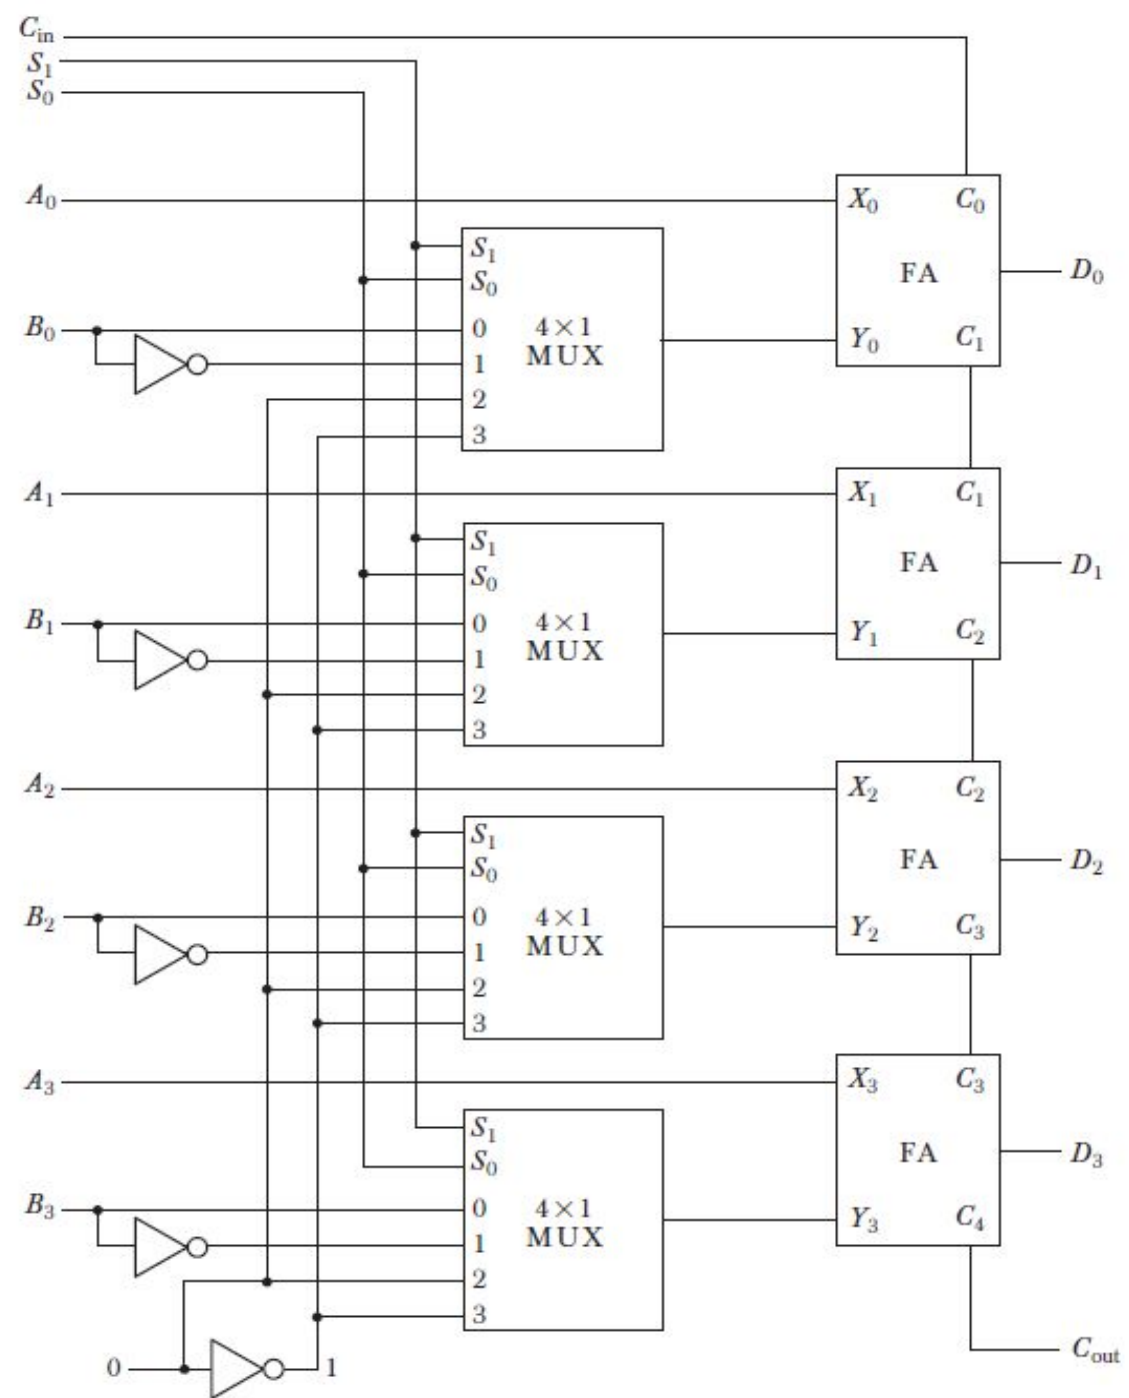 C_in
S_1
S_0
A_0 X_0 C_0
S_1
S_0 FA D_0
B_0 0 4×1 Y_0 C_1
1 MUX
2
3
A_1 X_1 C_1
S_1
S_0 FA D_1
B_1 0 4×1 Y_1 C_2
1 MUX
2
3
A_2 X_2 C_2
S_1
S_0 FA D_2
B_2 0 4×1 Y_2 C_3
1 MUX
2
3
A_3 X_3 C_3
S_1
S_0 FA D_3
B_3 0 4×1 Y_3 C_4
1 MUX
2
3
0 1 C_out